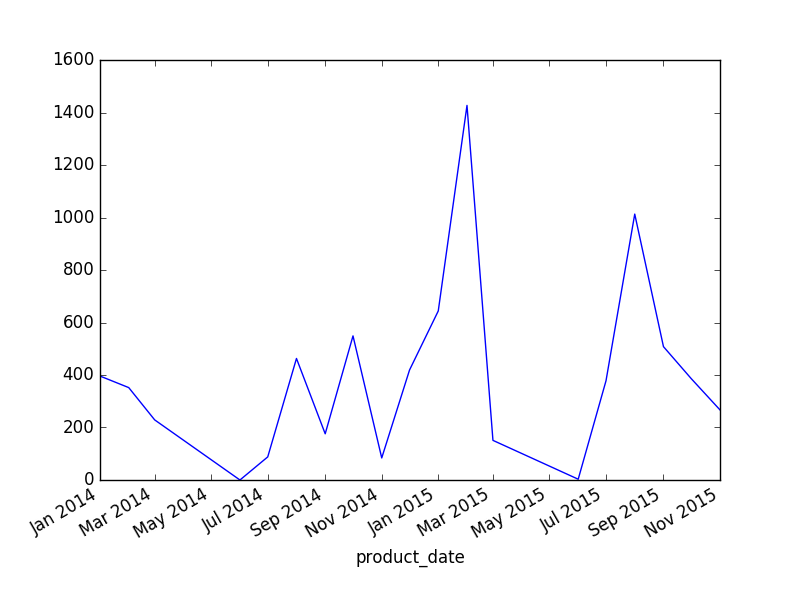 1600
1400
1200
1000
800
600
400
200
0
Jan 2014
Mar 2014
May 2014
Jul 2014
Sep 2014
Nov 2014
Jan 2015
Mar 2015
May 2015
Jul 2015
Sep 2015
Nov 2015
product_date